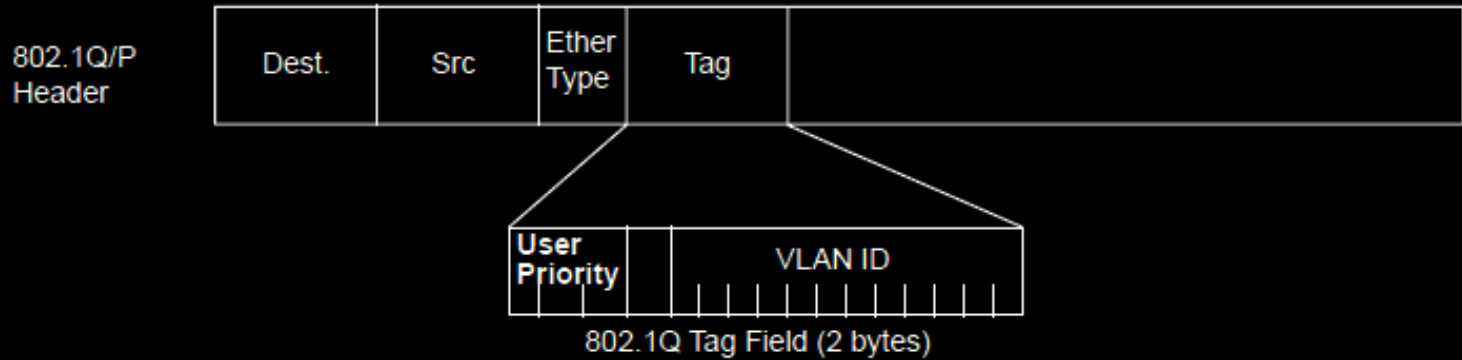 802.1Q/P
Header
Dest.
Src
Ether
Type
Tag
User
Priority
VLAN ID
802.1Q Tag Field (2 bytes)